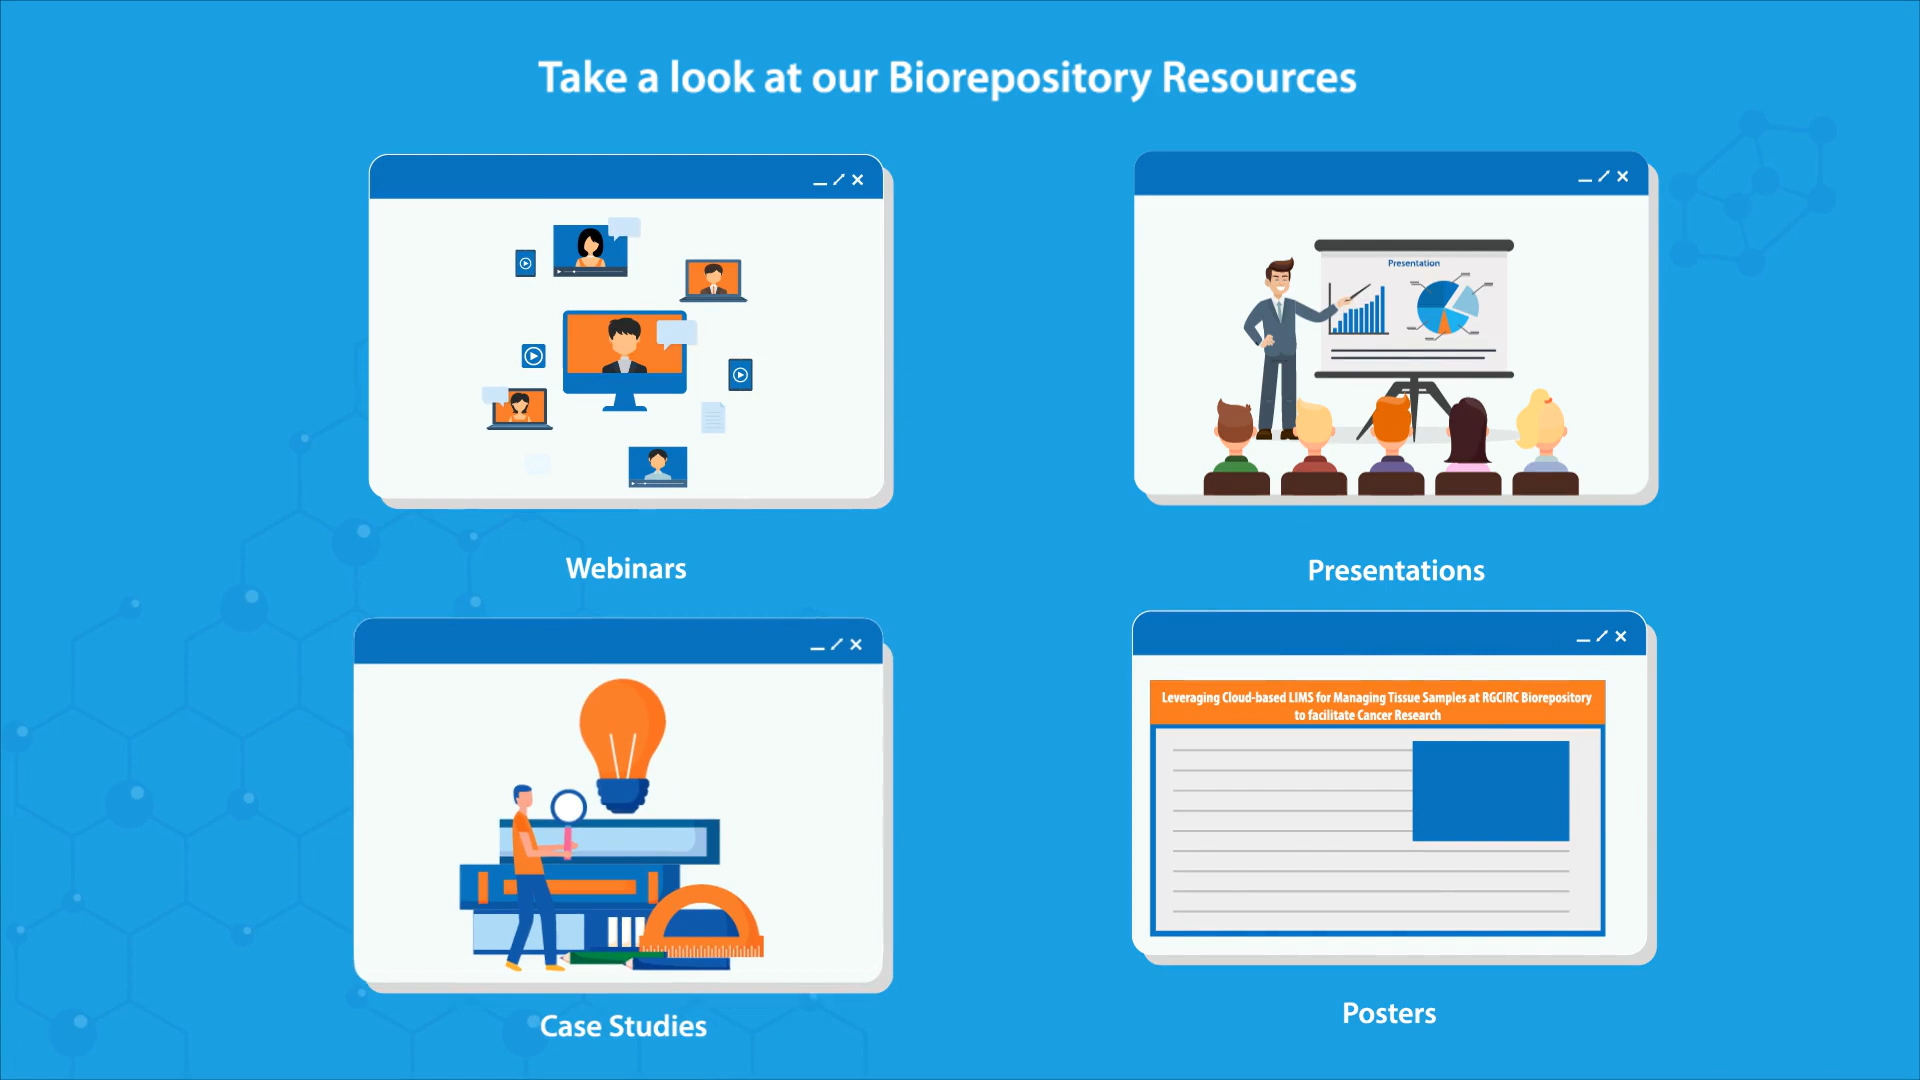 Take a look at our Biorepository Resources
Presentation
Webinars
Presentations
Leveraging Cloud-based LIMS for Managing Tissue Samples at RGCIRC Biorepository
to facilitate Cancer Research
Case Studies
Posters